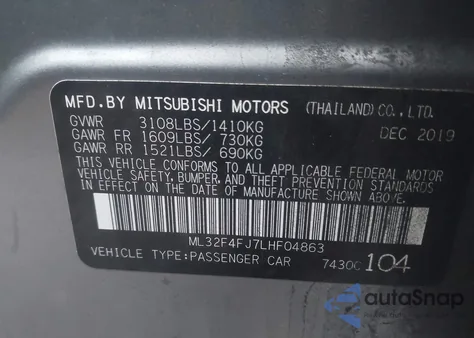 MFD.BY MITSUBISHI MOTORS (THAILAND)CO.,LTD.
GVWR 3108LBS/1410KG DEC 2019
GAWR FR 1609LBS/ 730KG
GAWR RR 1521LBS/ 690KG
THIS VEHICLE CONFORMS TO ALL APPLICABLE FEDERAL MOTOR
VEHICLE SAFETY, BUMPER, AND THEFT PREVENTION STANDARDS
IN EFFECT ON THE DATE OF MANUFACTURE SHOWN ABOVE.
ML32F4FJ7LHF04863
VEHICLE TYPE:PASSENGER CAR 7430C 104
autoSnap